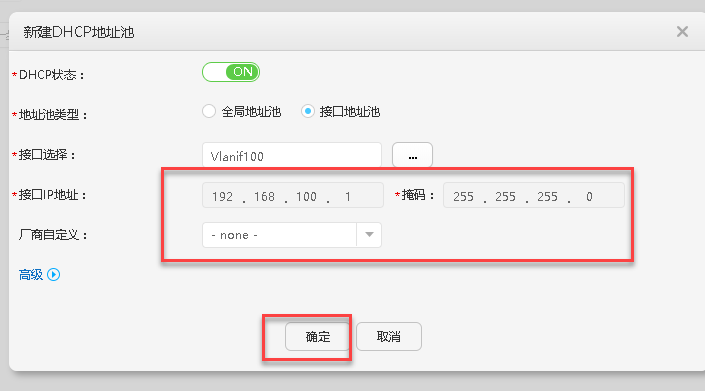 新建DHCP地址池
*DHCP状态：
ON
*地址池类型：
全局地址池 接口地址池
*接口选择：
Vlanif100 ...
*接口IP地址：
192 . 168 . 100 . 1 *掩码： 255 . 255 . 255 . 0
厂商自定义：
- none -
高级
确定 取消